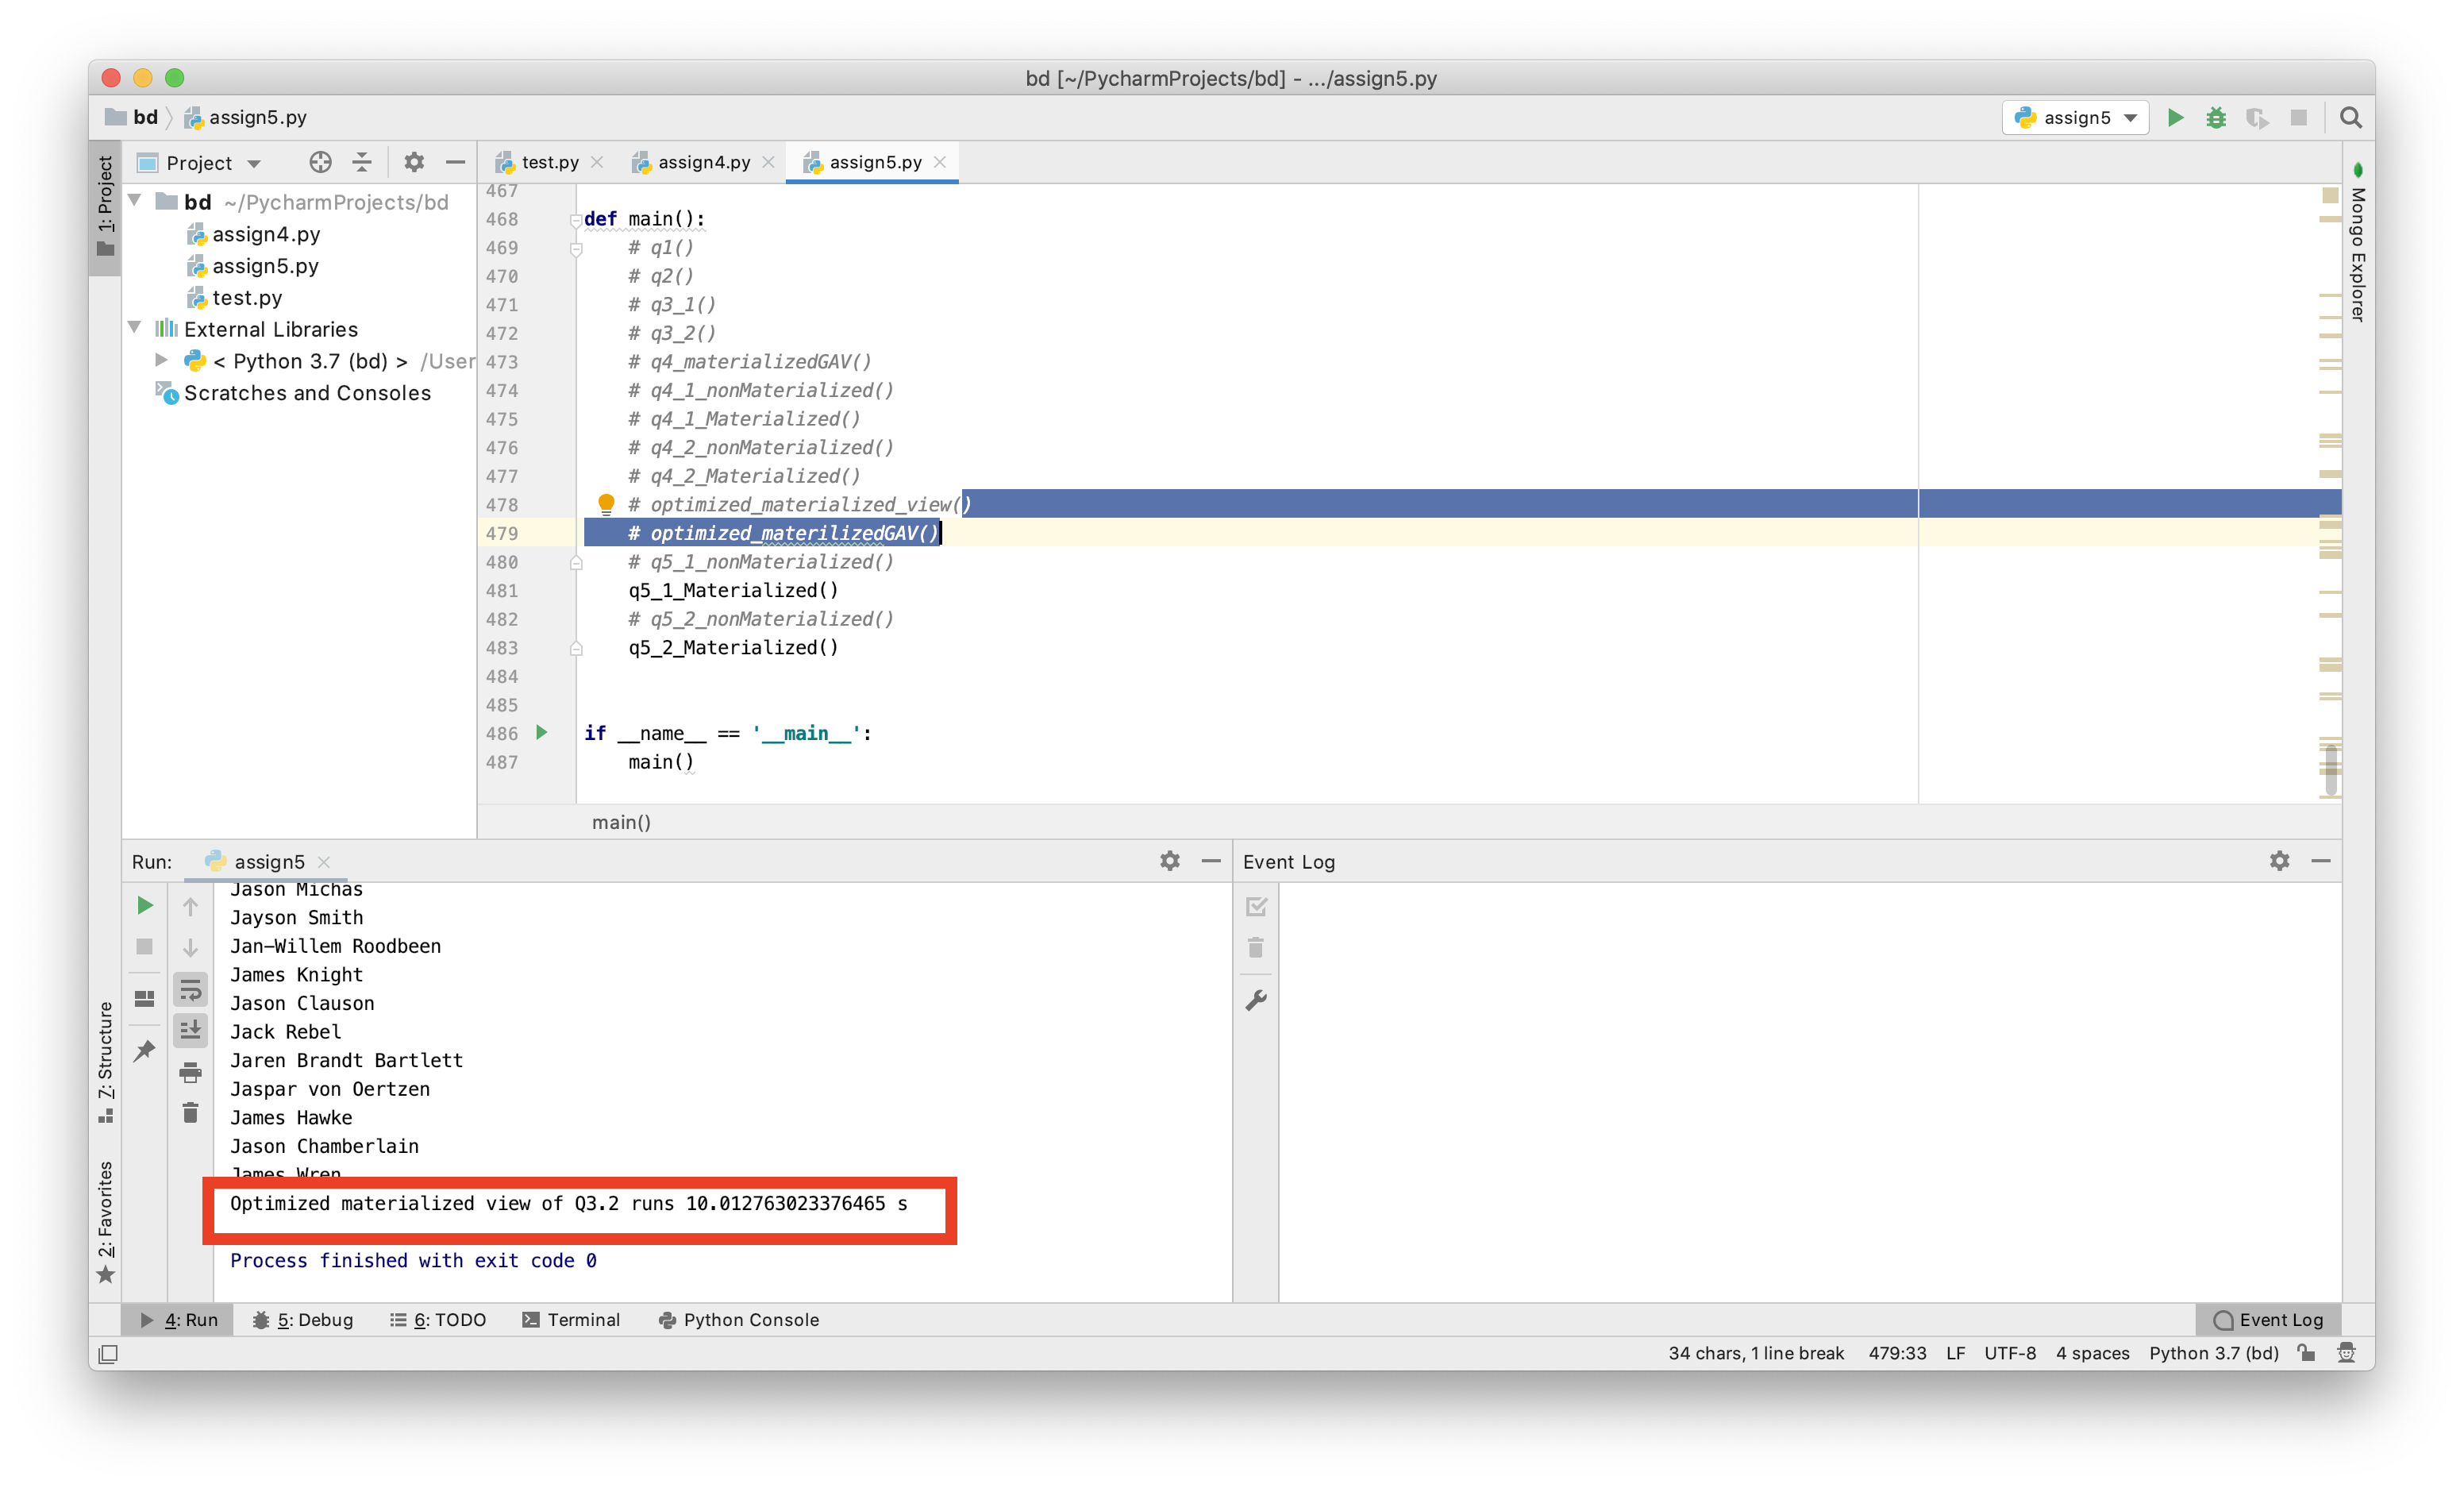 bd [~/PycharmProjects/bd] - .../assign5.py
bd
assign5.py
assign5
1: Project
Project
test.py
assign4.py
assign5.py
Mongo Explorer
bd ~/PycharmProjects/bd
assign4.py
assign5.py
test.py
External Libraries
< Python 3.7 (bd) > /User
Scratches and Consoles
467
468 def main():
469 # q1()
470 # q2()
471 # q3_1()
472 # q3_2()
473 # q4_materializedGAV()
474 # q4_1_nonMaterialized()
475 # q4_1_Materialized()
476 # q4_2_nonMaterialized()
477 # q4_2_Materialized()
478 # optimized_materialized_view()
479 # optimized_materilizedGAV()
480 # q5_1_nonMaterialized()
481 q5_1_Materialized()
482 # q5_2_nonMaterialized()
483 q5_2_Materialized()
484
485
486 if __name__ == '__main__':
487 main()
main()
Run: assign5
Event Log
Jason Michas
Jayson Smith
Jan-Willem Roodbeen
James Knight
Jason Clauson
Jack Rebel
Jaren Brandt Bartlett
Jaspar von Oertzen
James Hawke
Jason Chamberlain
James Wren
Optimized materialized view of Q3.2 runs 10.012763023376465 s
Process finished with exit code 0
7: Structure
2: Favorites
4: Run
5: Debug
6: TODO
Terminal
Python Console
Event Log
34 chars, 1 line break 479:33 LF UTF-8 4 spaces Python 3.7 (bd)